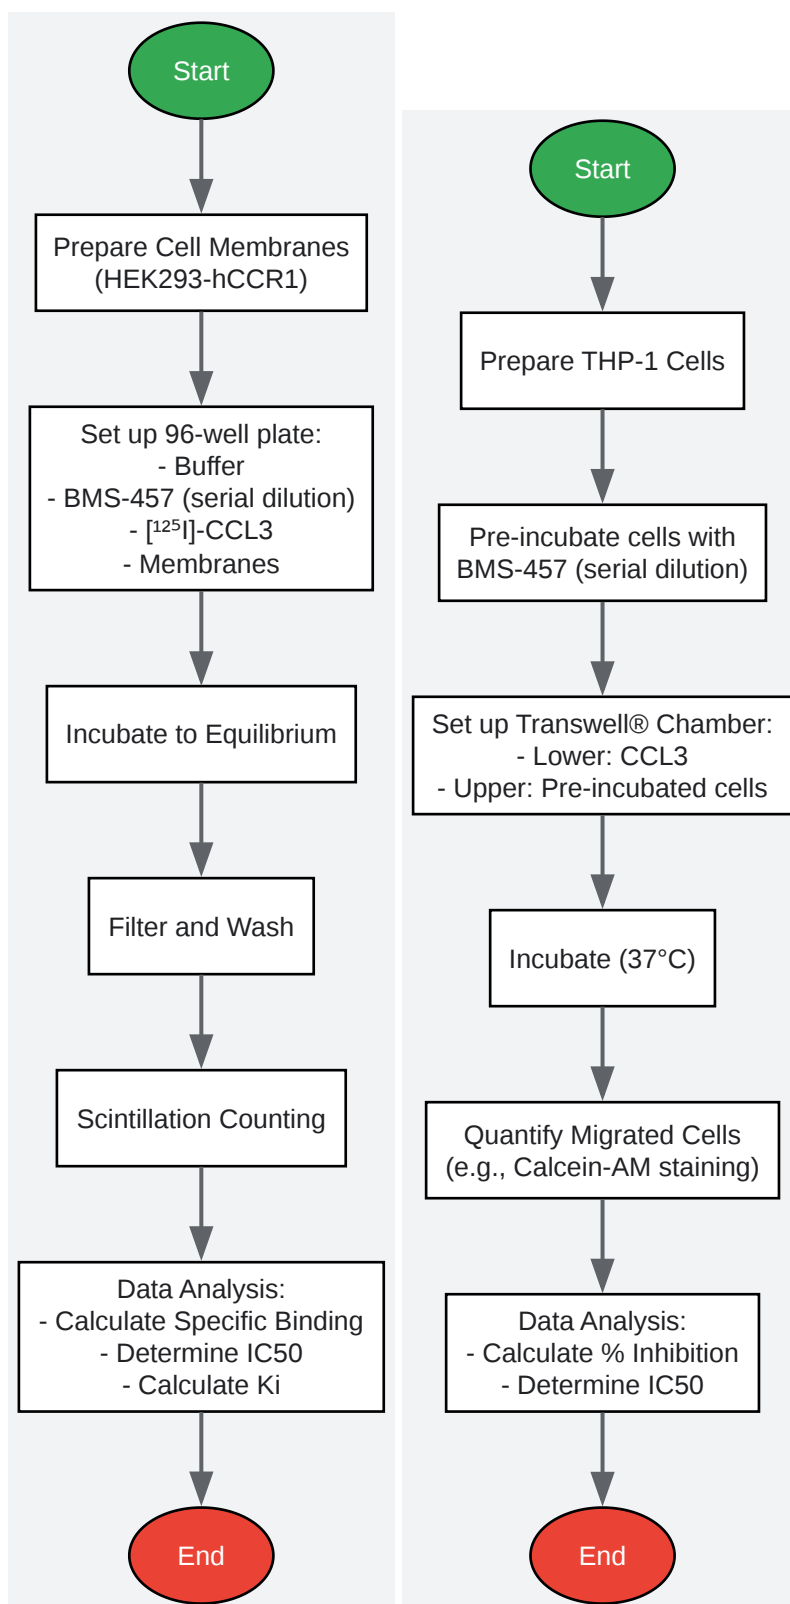 Start
Prepare Cell Membranes
(HEK293-hCCR1)
Set up 96-well plate:
- Buffer
- BMS-457 (serial dilution)
- [¹²⁵I]-CCL3
- Membranes
Incubate to Equilibrium
Filter and Wash
Scintillation Counting
Data Analysis:
- Calculate Specific Binding
- Determine IC50
- Calculate Ki
End
Start
Prepare THP-1 Cells
Pre-incubate cells with
BMS-457 (serial dilution)
Set up Transwell® Chamber:
- Lower: CCL3
- Upper: Pre-incubated cells
Incubate (37°C)
Quantify Migrated Cells
(e.g., Calcein-AM staining)
Data Analysis:
- Calculate % Inhibition
- Determine IC50
End